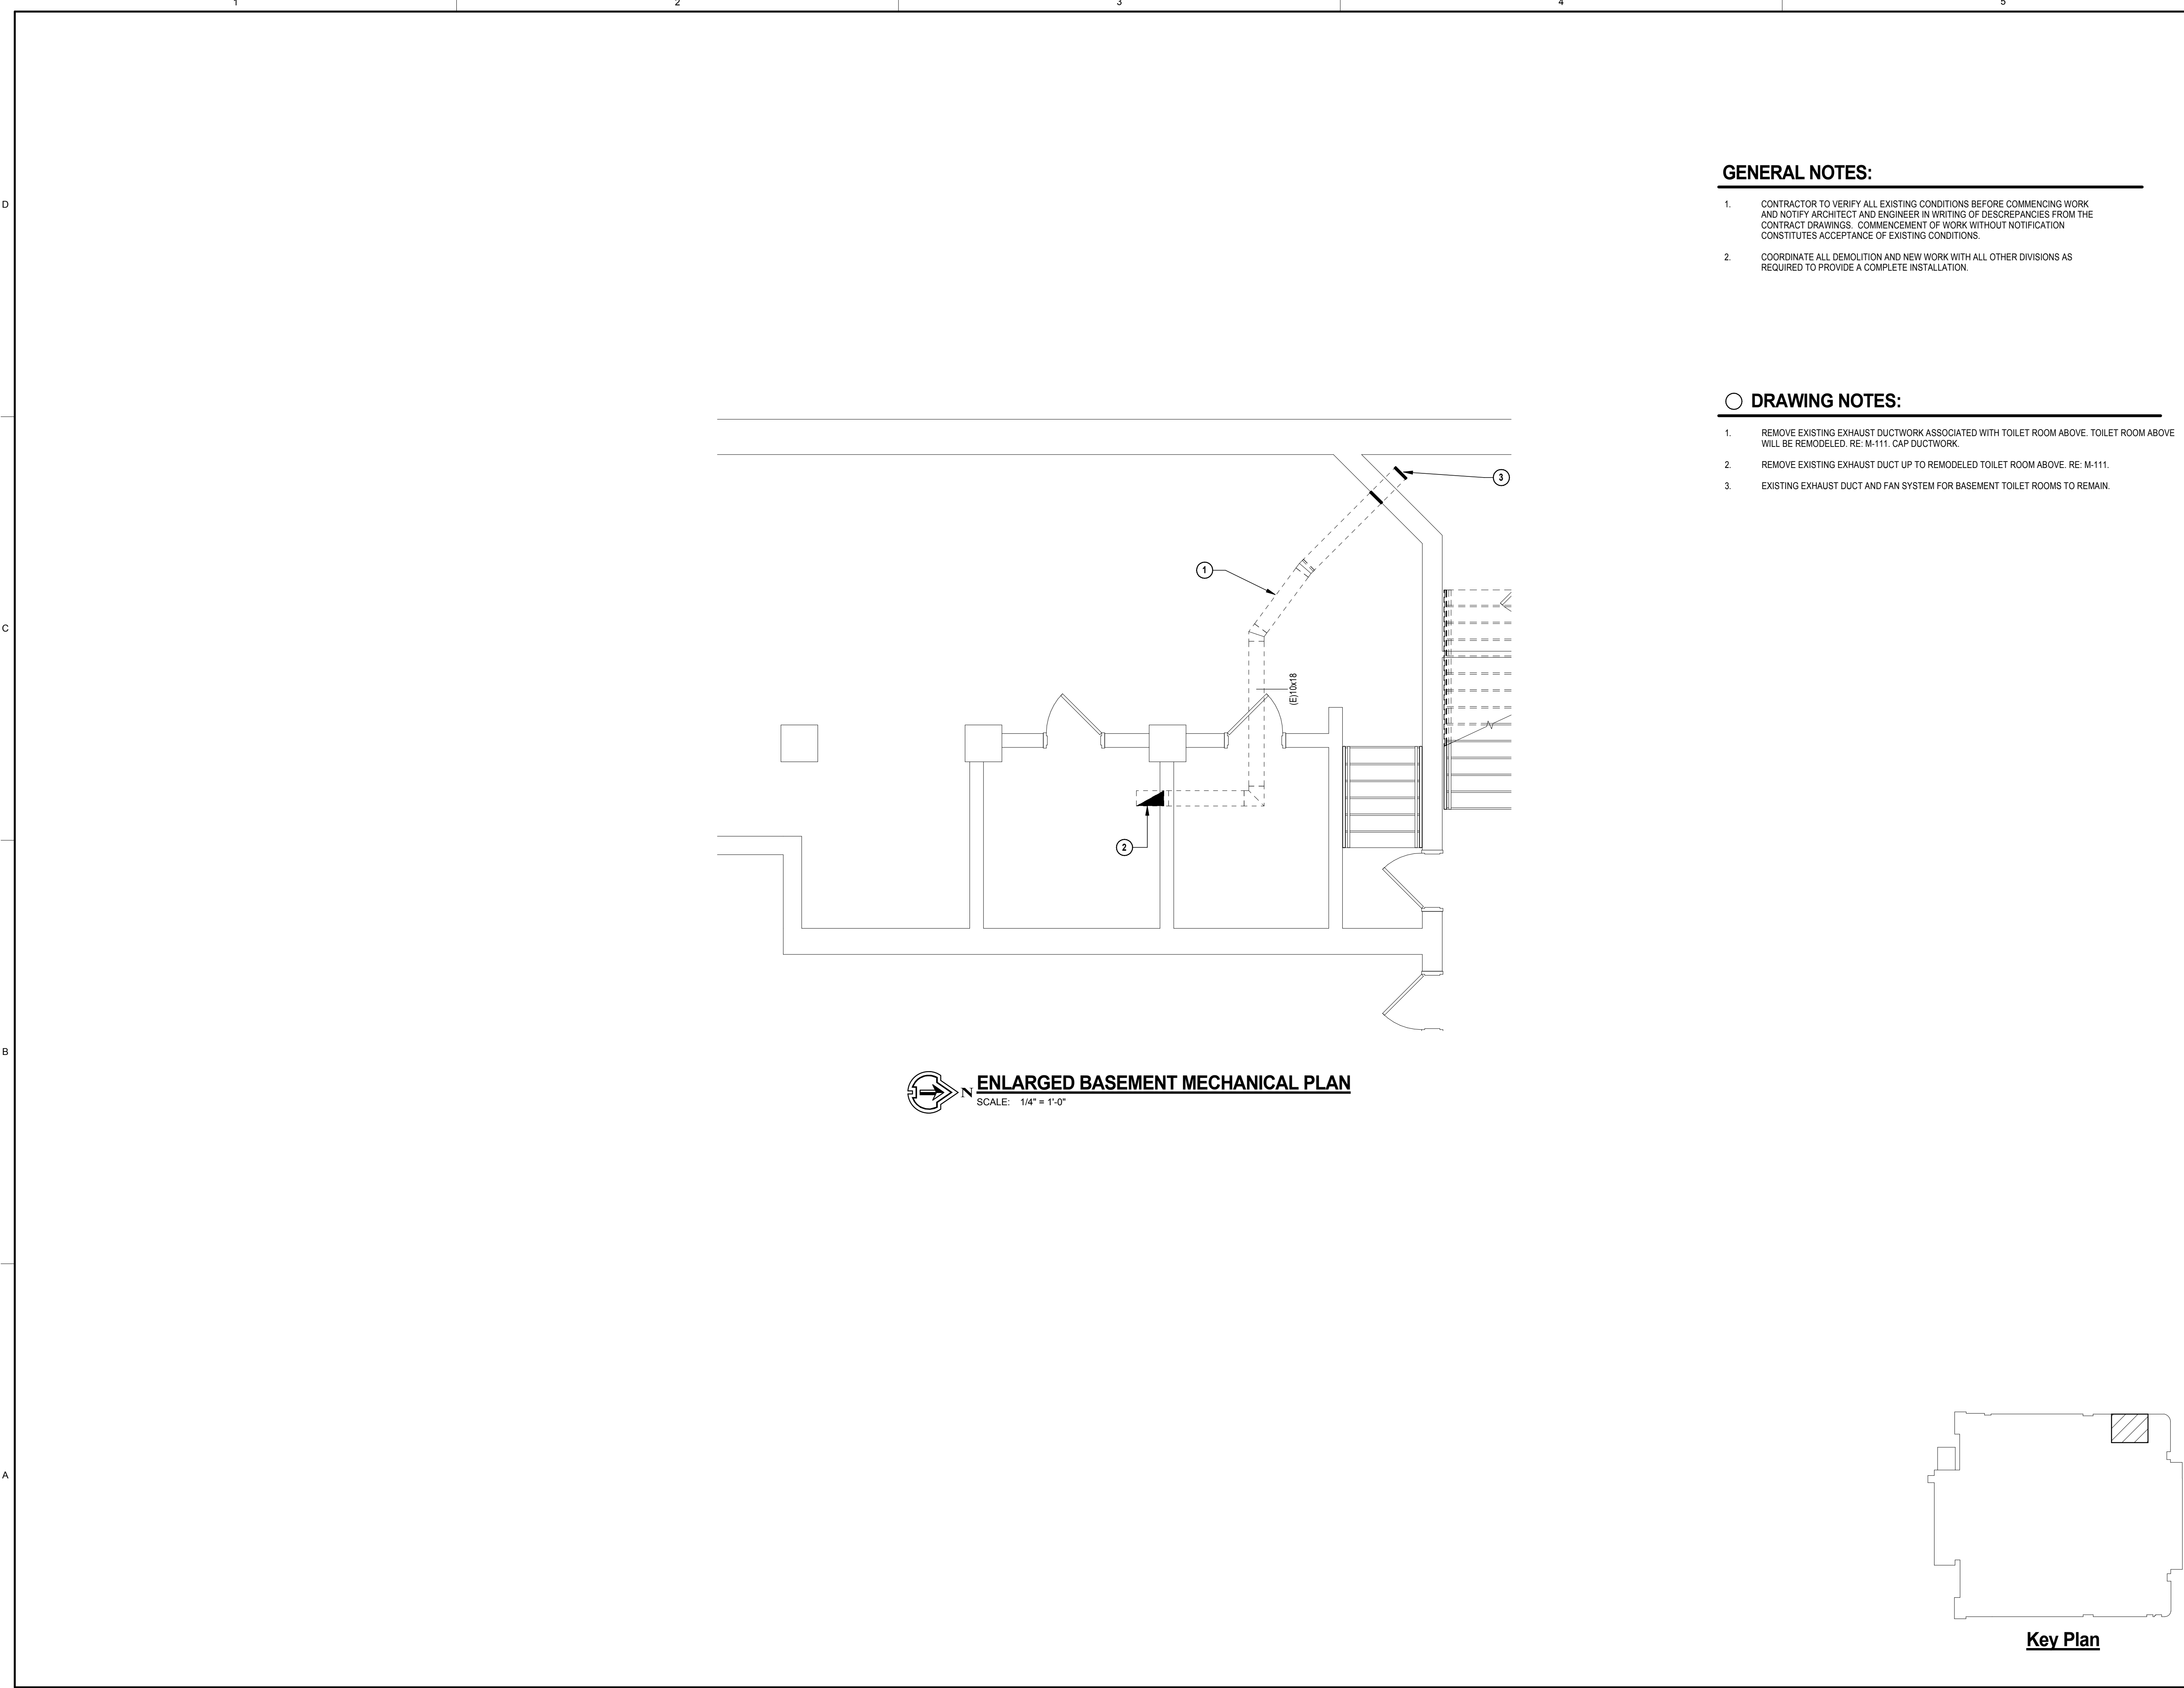 1 2 3 4 5
D
C
B
A
GENERAL NOTES:
1. CONTRACTOR TO VERIFY ALL EXISTING CONDITIONS BEFORE COMMENCING WORK
AND NOTIFY ARCHITECT AND ENGINEER IN WRITING OF DESCREPANCIES FROM THE
CONTRACT DRAWINGS. COMMENCEMENT OF WORK WITHOUT NOTIFICATION
CONSTITUTES ACCEPTANCE OF EXISTING CONDITIONS.
2. COORDINATE ALL DEMOLITION AND NEW WORK WITH ALL OTHER DIVISIONS AS
REQUIRED TO PROVIDE A COMPLETE INSTALLATION.
DRAWING NOTES:
1. REMOVE EXISTING EXHAUST DUCTWORK ASSOCIATED WITH TOILET ROOM ABOVE. TOILET ROOM ABOVE
WILL BE REMODELED. RE: M-111. CAP DUCTWORK.
2. REMOVE EXISTING EXHAUST DUCT UP TO REMODELED TOILET ROOM ABOVE. RE: M-111.
3. EXISTING EXHAUST DUCT AND FAN SYSTEM FOR BASEMENT TOILET ROOMS TO REMAIN.
3
1
(E)10x18
2
N
ENLARGED BASEMENT MECHANICAL PLAN
SCALE: 1/4" = 1'-0"
Key Plan